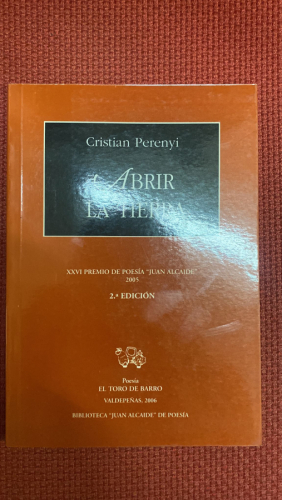 Cristian Perenyi
ABRIR
LA TIERRA
XXVI PREMIO DE POESÍA "JUAN ALCAIDE"
2005
2.ª EDICIÓN
Poesía
EL TORO DE BARRO
VALDEPEÑAS, 2006
BIBLIOTECA "JUAN ALCAIDE" DE POESÍA